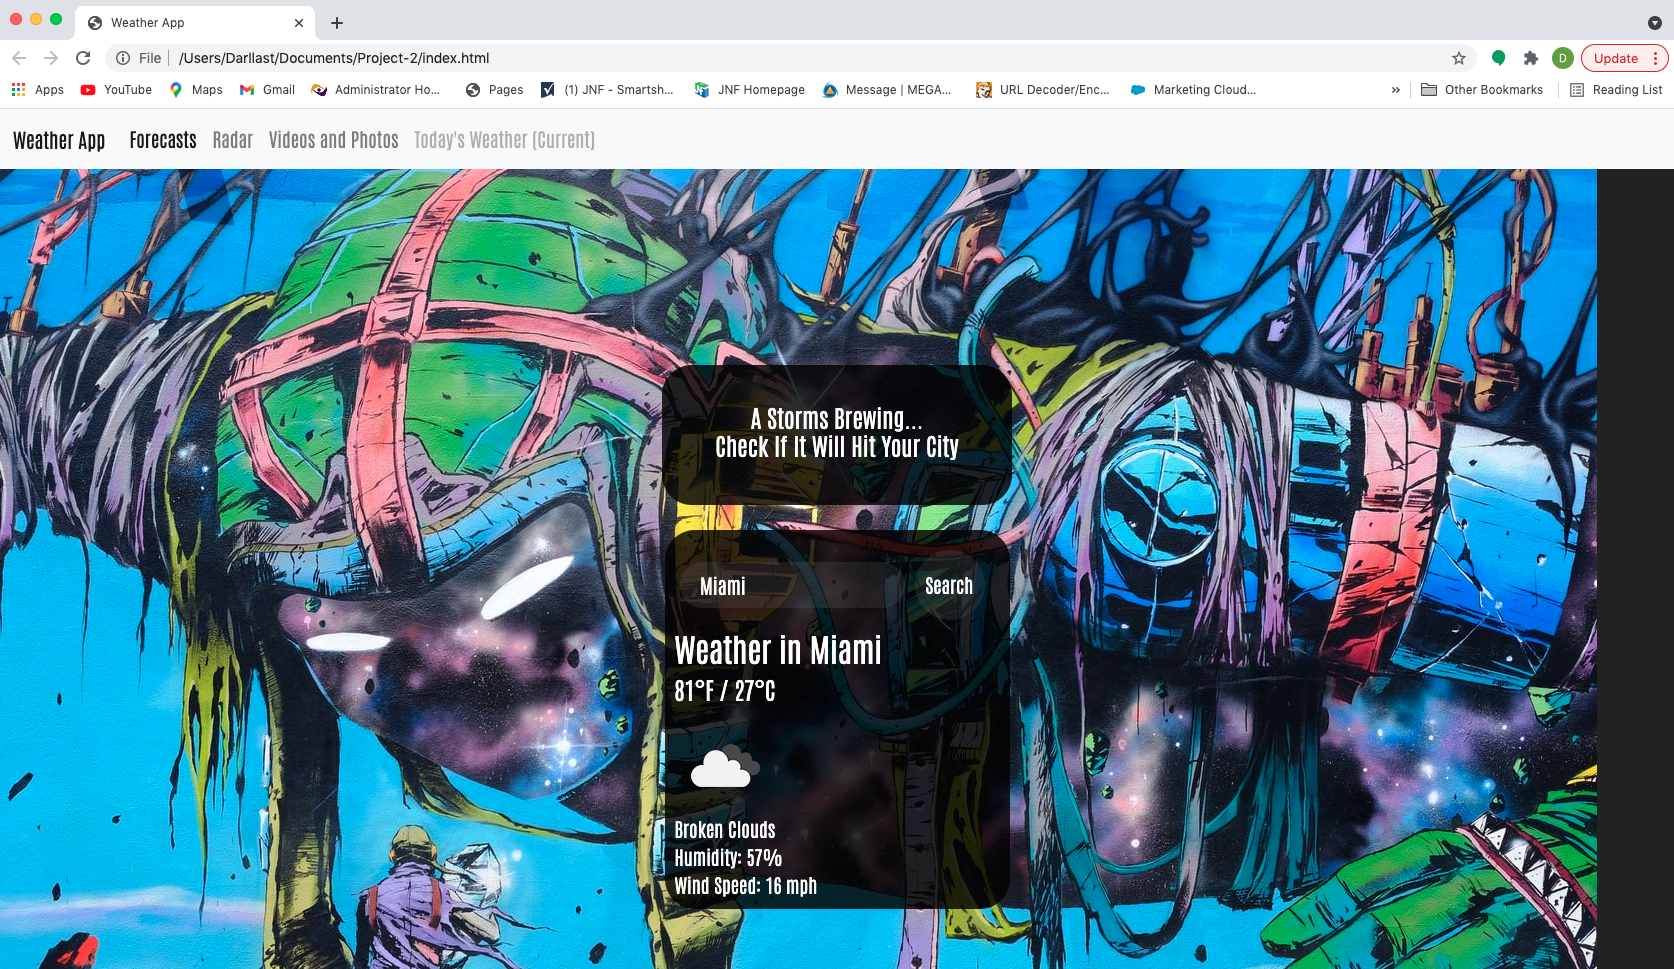 Weather App
File
/Users/Darllast/Documents/Project-2/index.html
D
Update
Apps
YouTube
Maps
Gmail
Administrator Ho...
Pages
(1) JNF - Smartsh...
JNF Homepage
Message | MEGA...
URL Decoder/Enc...
Marketing Cloud...
»
Other Bookmarks
Reading List
Weather App Forecasts Radar Videos and Photos Today's Weather (Current)
A Storms Brewing...
Check If It Will Hit Your City
Miami Search
Weather in Miami
81°F / 27°C
Broken Clouds
Humidity: 57%
Wind Speed: 16 mph